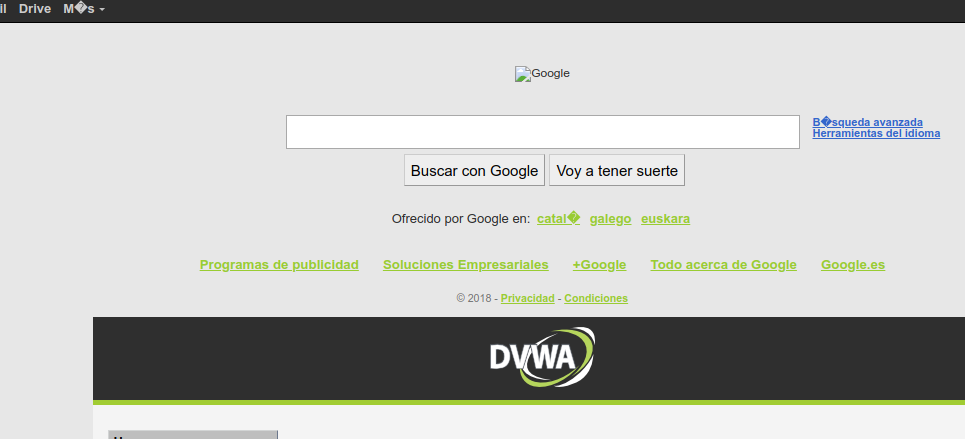 ll Drive M�s
Google
B�squeda avanzada
Herramientas del idioma
Buscar con Google Voy a tener suerte
Ofrecido por Google en: catal� galego euskara
Programas de publicidad Soluciones Empresariales +Google Todo acerca de Google Google.es
© 2018 - Privacidad - Condiciones
DVWA